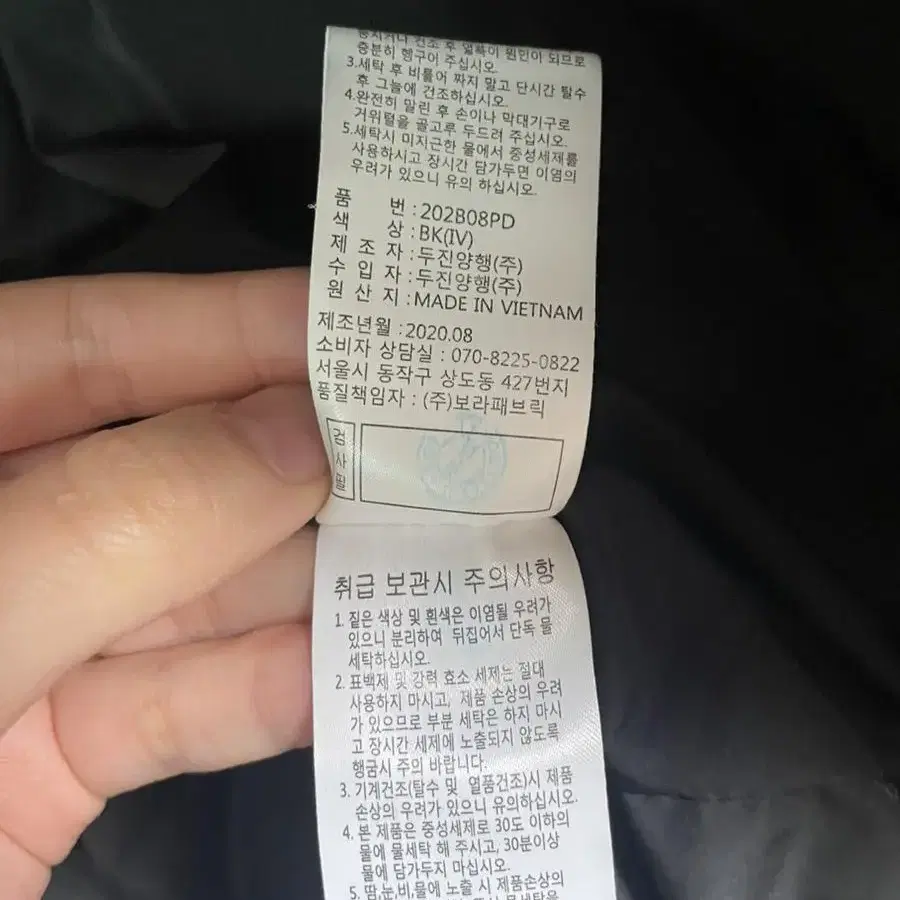 뭉치거나 건조 후 얼룩이 원인이 되므로
충분히 헹구어 주십시오.
3.세탁 후 비틀어 짜지 말고 단시간 탈수
후 그늘에 건조하십시오.
4.완전히 말린 후 손이나 막대기구로
거위털을 골고루 두드려 주십시오.
5.세탁시 미지근한 물에서 중성세재를
사용하시고 장시간 담가두면 이염의
우려가 있으니 유의 하십시오.
품 번 : 202B08PD
색 상 : BK(IV)
제 조 자 : 두진양행(주)
수 입 자 : 두진양행(주)
원 산 지 : MADE IN VIETNAM
제조년월 : 2020.08
소비자 상담실 : 070-8225-0822
서울시 동작구 상도동 427번지
품질책임자 : (주)보라패브릭
검
사
필
취급 보관시 주의사항
1. 짙은 색상 및 흰색은 이염될 우려가
있으니 분리하여 뒤집어서 단독 물
세탁하십시오.
2. 표백제 및 강력 효소 세제는 절대
사용하지 마시고, 제품 손상의 우려
가 있으므로 부분 세탁은 하지 마시
고 장시간 세제에 노출되지 않도록
행굼시 주의 바랍니다.
3. 기계건조(탈수 및 열품건조)시 제품
손상의 우려가 있으니 유의하십시오.
4. 본 제품은 중성세제로 30도 이하의
물에 물세탁 해 주시고, 30분이상
물에 담가두지 마십시오.
5. 땀,눈,비,물에 노출 시 제품손상의